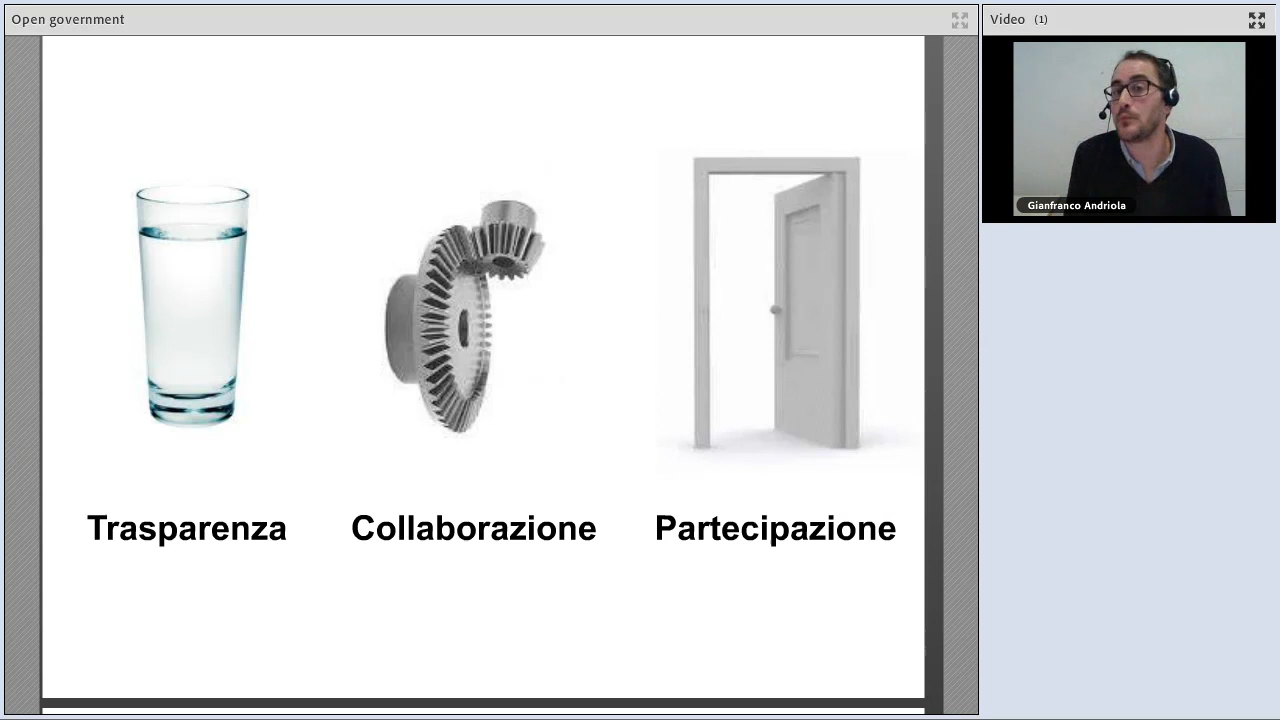 Open government
Video (1)
Gianfranco Andriola
Trasparenza
Collaborazione
Partecipazione